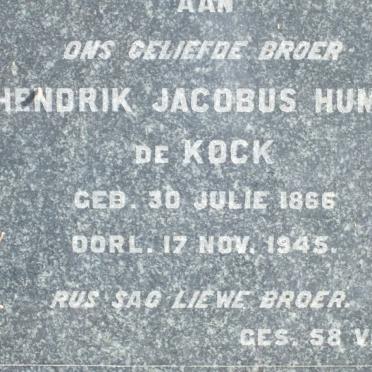 AAN
ONS GELIEFDE BROER
HENDRIK JACOBUS HUM
DE KOCK
GEB. 30 JULIE 1866
OORL. 17 NOV. 1945.
RUS SAG LIEWE BROER.
GES. 58 V